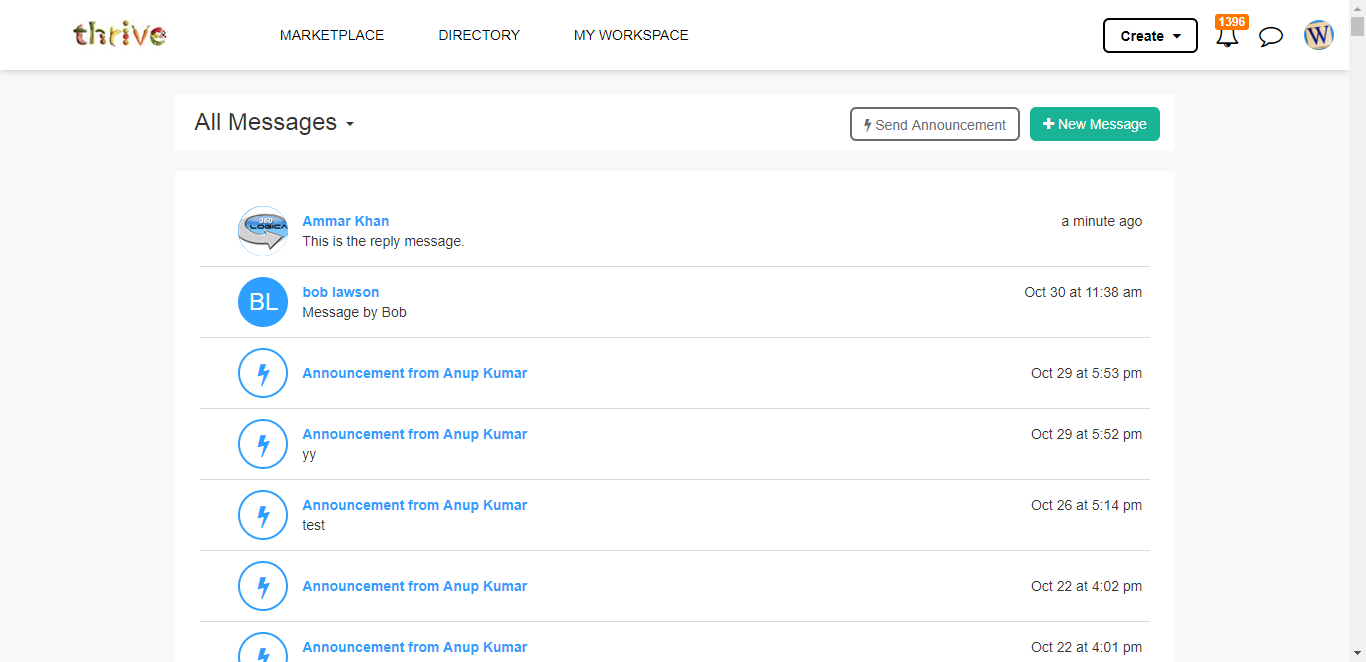 thrive
MARKETPLACE
DIRECTORY
MY WORKSPACE
Create
1396
W
All Messages
Send Announcement
New Message
360
LOGICA
Ammar Khan
a minute ago
This is the reply message.
BL
bob lawson
Oct 30 at 11:38 am
Message by Bob
Announcement from Anup Kumar
Oct 29 at 5:53 pm
Announcement from Anup Kumar
Oct 29 at 5:52 pm
yy
Announcement from Anup Kumar
Oct 26 at 5:14 pm
test
Announcement from Anup Kumar
Oct 22 at 4:02 pm
Announcement from Anup Kumar
Oct 22 at 4:01 pm